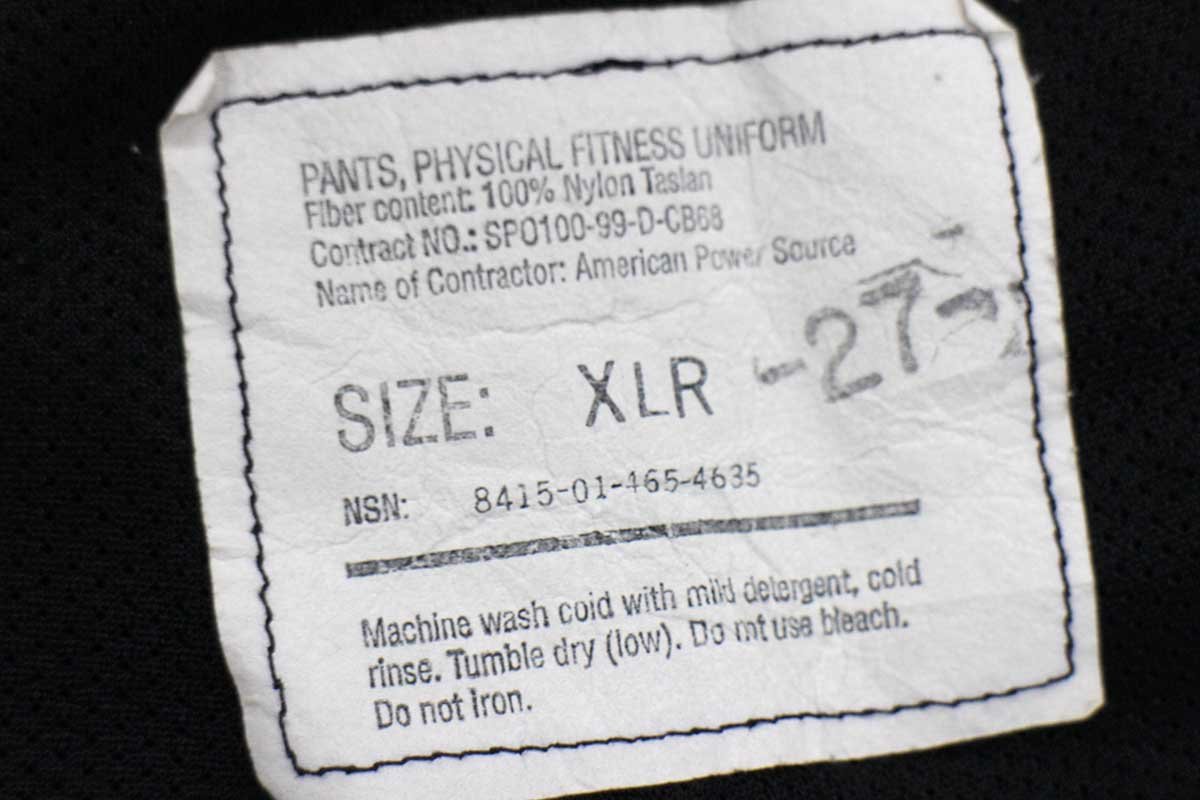 PANTS, PHYSICAL FITNESS UNIFORM
Fiber content: 100% Nylon Taslan
Contract NO.: SPO100-99-D-CB68
Name of Contractor: American Power Source
-27-
SIZE: XLR
NSN: 8415-01-465-4635
Machine wash cold with mild detergent, cold
rinse. Tumble dry (low). Do not use bleach.
Do not iron.